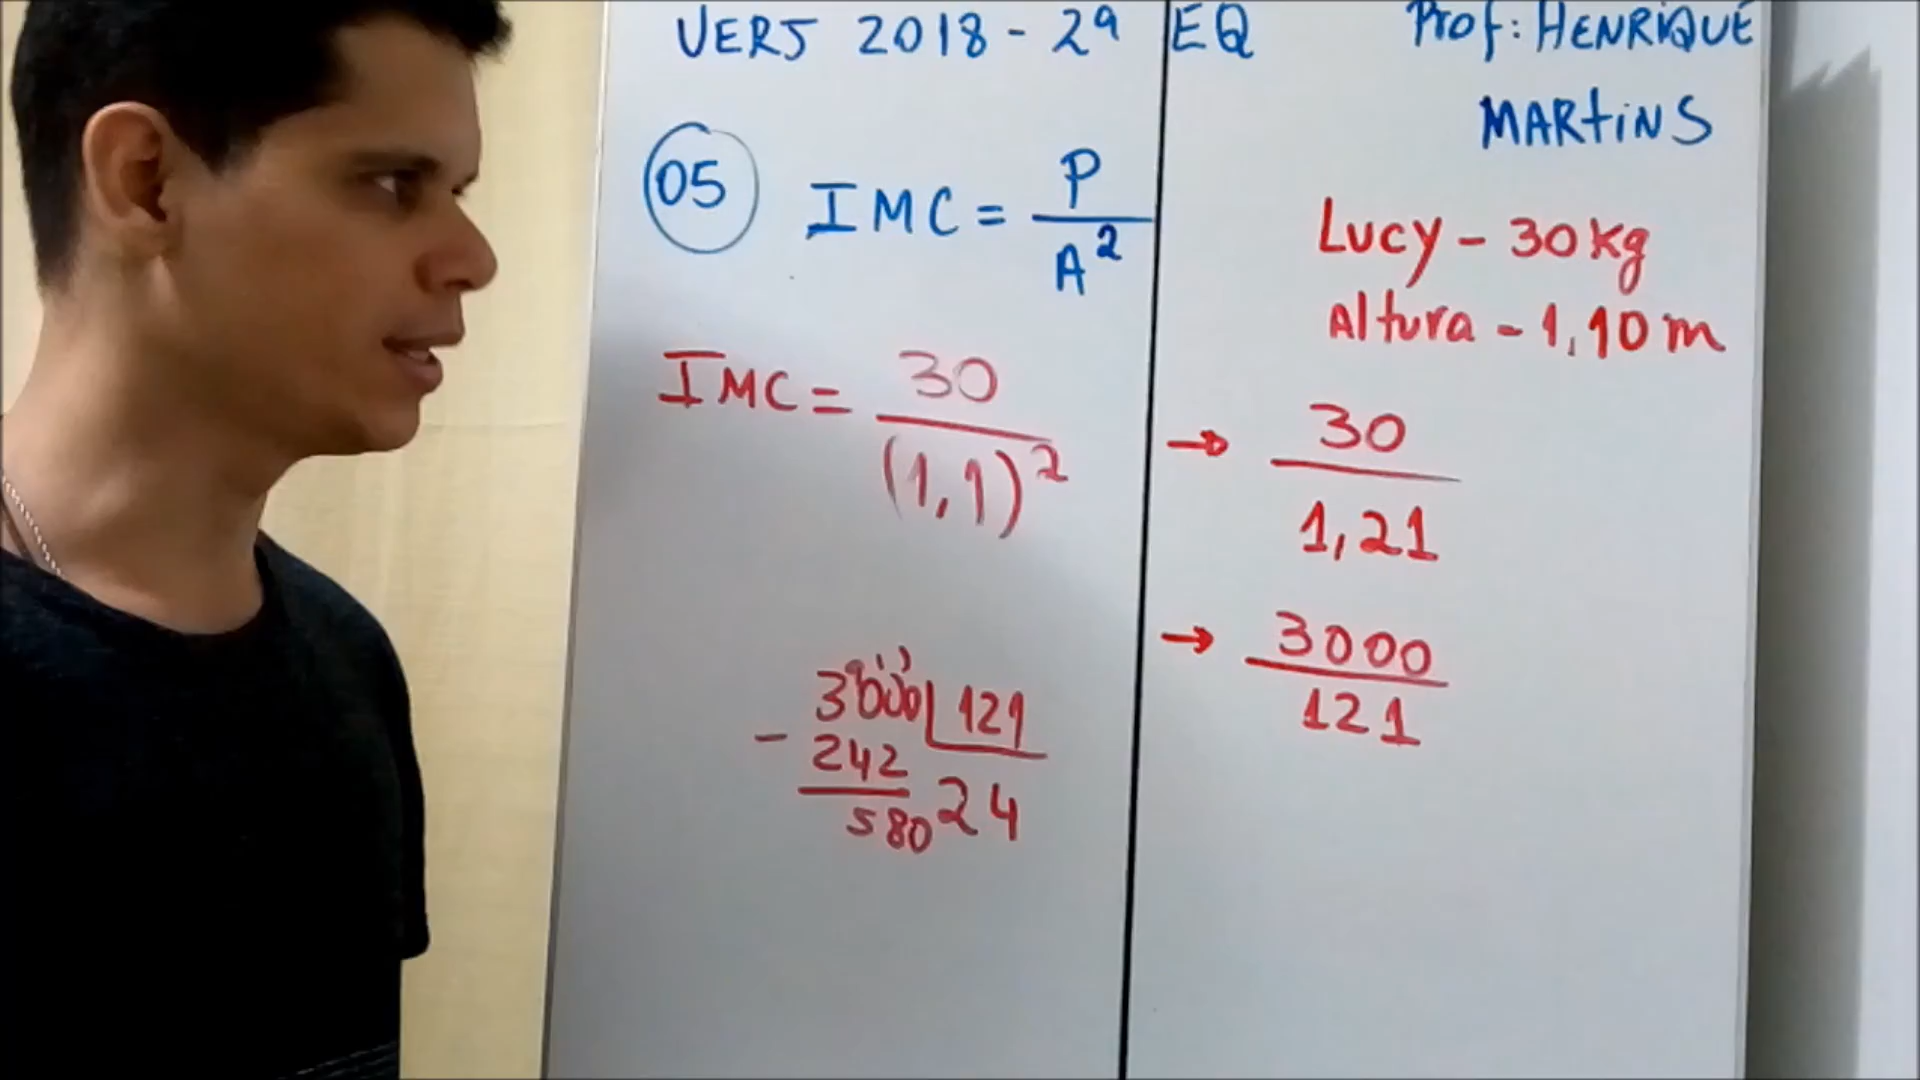 UERJ 2018 - 2ª EQ
Prof: HENRIQUE
MARTINS
05 IMC = P/A²
Lucy - 30 kg
Altura - 1,10 m
IMC = 30/(1,1)²
→ 30/1,21
→ 3000/121
3000 | 121
- 242 24
580